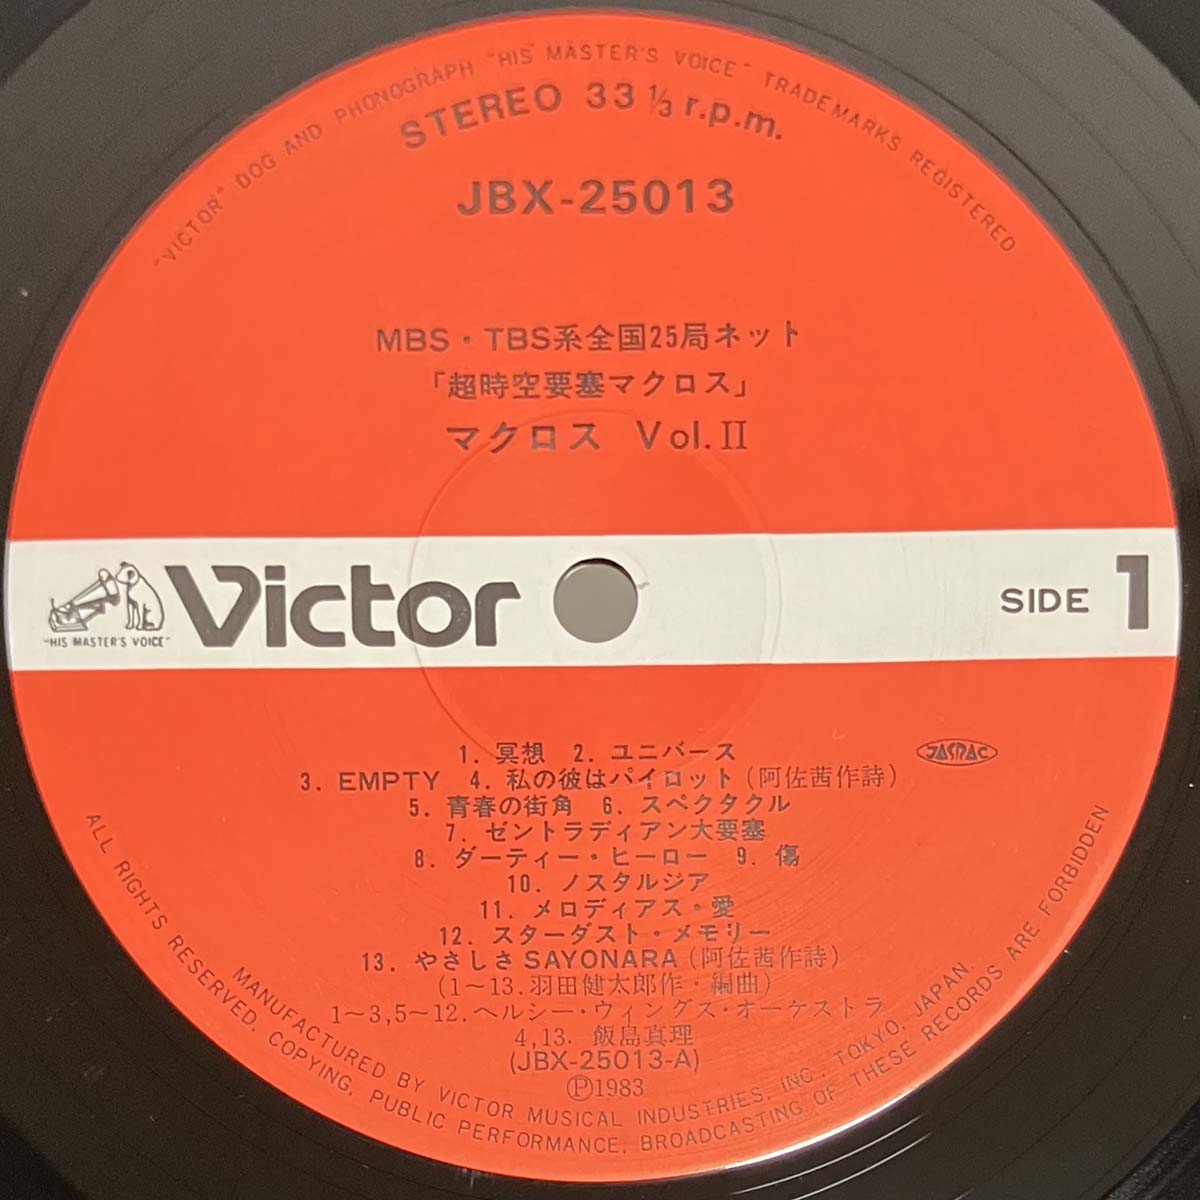 "VICTOR" DOG AND PHONOGRAPH "HIS MASTER'S VOICE" TRADEMARKS REGISTERED
STEREO 33 1/3 r.p.m.
JBX-25013
MBS・TBS系全国25局ネット
「超時空要塞マクロス」
マクロス Vol.II
"HIS MASTER'S VOICE"
Victor
SIDE 1
1. 冥想 2. ユニバース
JASRAC
3. EMPTY 4. 私の彼はパイロット(阿佐茜作詩)
5. 青春の街角 6. スペクタクル
7. ゼントラディアン大要塞
8. ダーティー・ヒーロー 9. 傷
10. ノスタルジア
11. メロディアス・愛
12. スターダスト・メモリー
13. やさしさSAYONARA(阿佐茜作詩)
(1〜13. 羽田健太郎作・編曲)
1〜3,5〜12. ヘルシー・ウィングス・オーケストラ
4,13. 飯島真理
(JBX-25013-A)
Ⓟ1983
MANUFACTURED BY VICTOR MUSICAL INDUSTRIES, INC., TOKYO, JAPAN.
ALL RIGHTS RESERVED. COPYING, PUBLIC PERFORMANCE, BROADCASTING OF THESE RECORDS ARE FORBIDDEN